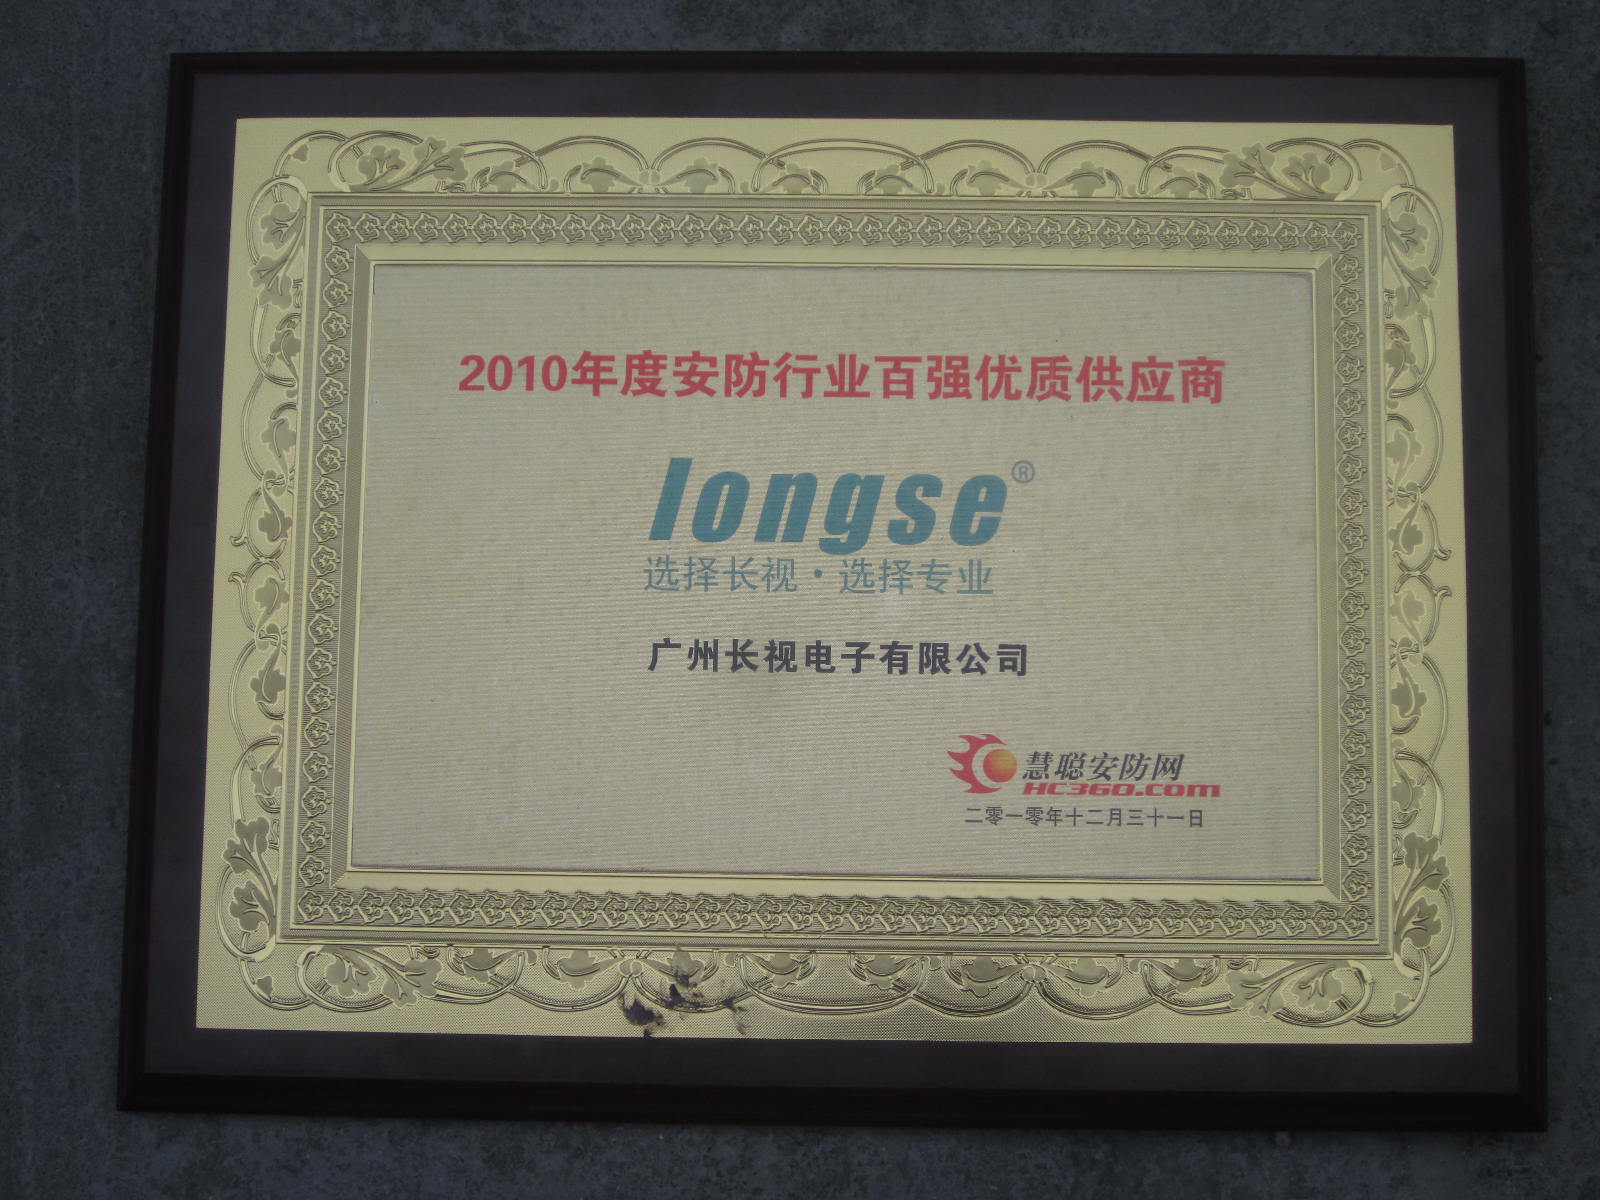 2010年度安防行业百强优质供应商
longse®
选择长视·选择专业
广州长视电子有限公司
慧聪安防网
HC360.com
二零一零年十二月三十一日